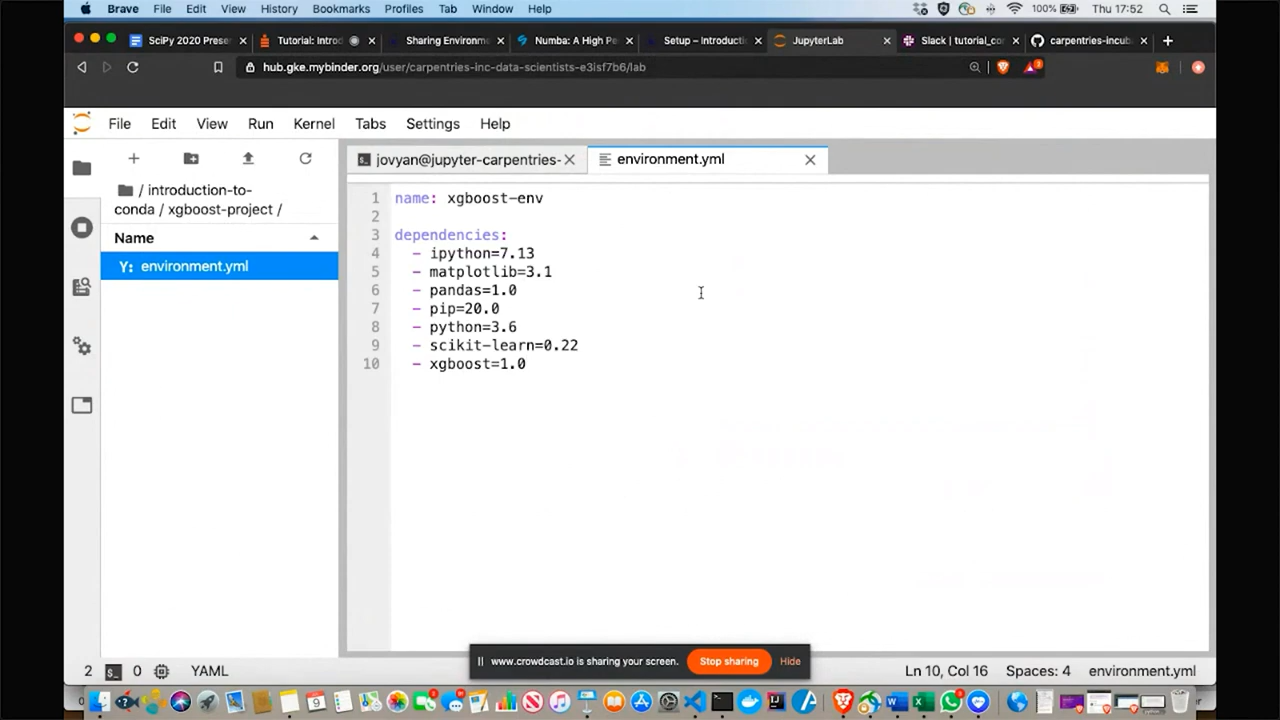 Brave File Edit View History Bookmarks Profiles Tab Window Help 100% Thu 17:52
SciPy 2020 Prese Tutorial: Introd Sharing Environm Numba: A High Pe Setup – Introductio JupyterLab Slack | tutorial_co carpentries-incub
hub.gke.mybinder.org/user/carpentries-inc-data-scientists-e3isf7b6/lab
File Edit View Run Kernel Tabs Settings Help
jovyan@jupyter-carpentries- environment.yml
/ introduction-to-
conda / xgboost-project /
Name
Y: environment.yml
1 name: xgboost-env
2
3 dependencies:
4 - ipython=7.13
5 - matplotlib=3.1
6 - pandas=1.0
7 - pip=20.0
8 - python=3.6
9 - scikit-learn=0.22
10 - xgboost=1.0
www.crowdcast.io is sharing your screen. Stop sharing Hide
2 0 YAML Ln 10, Col 16 Spaces: 4 environment.yml